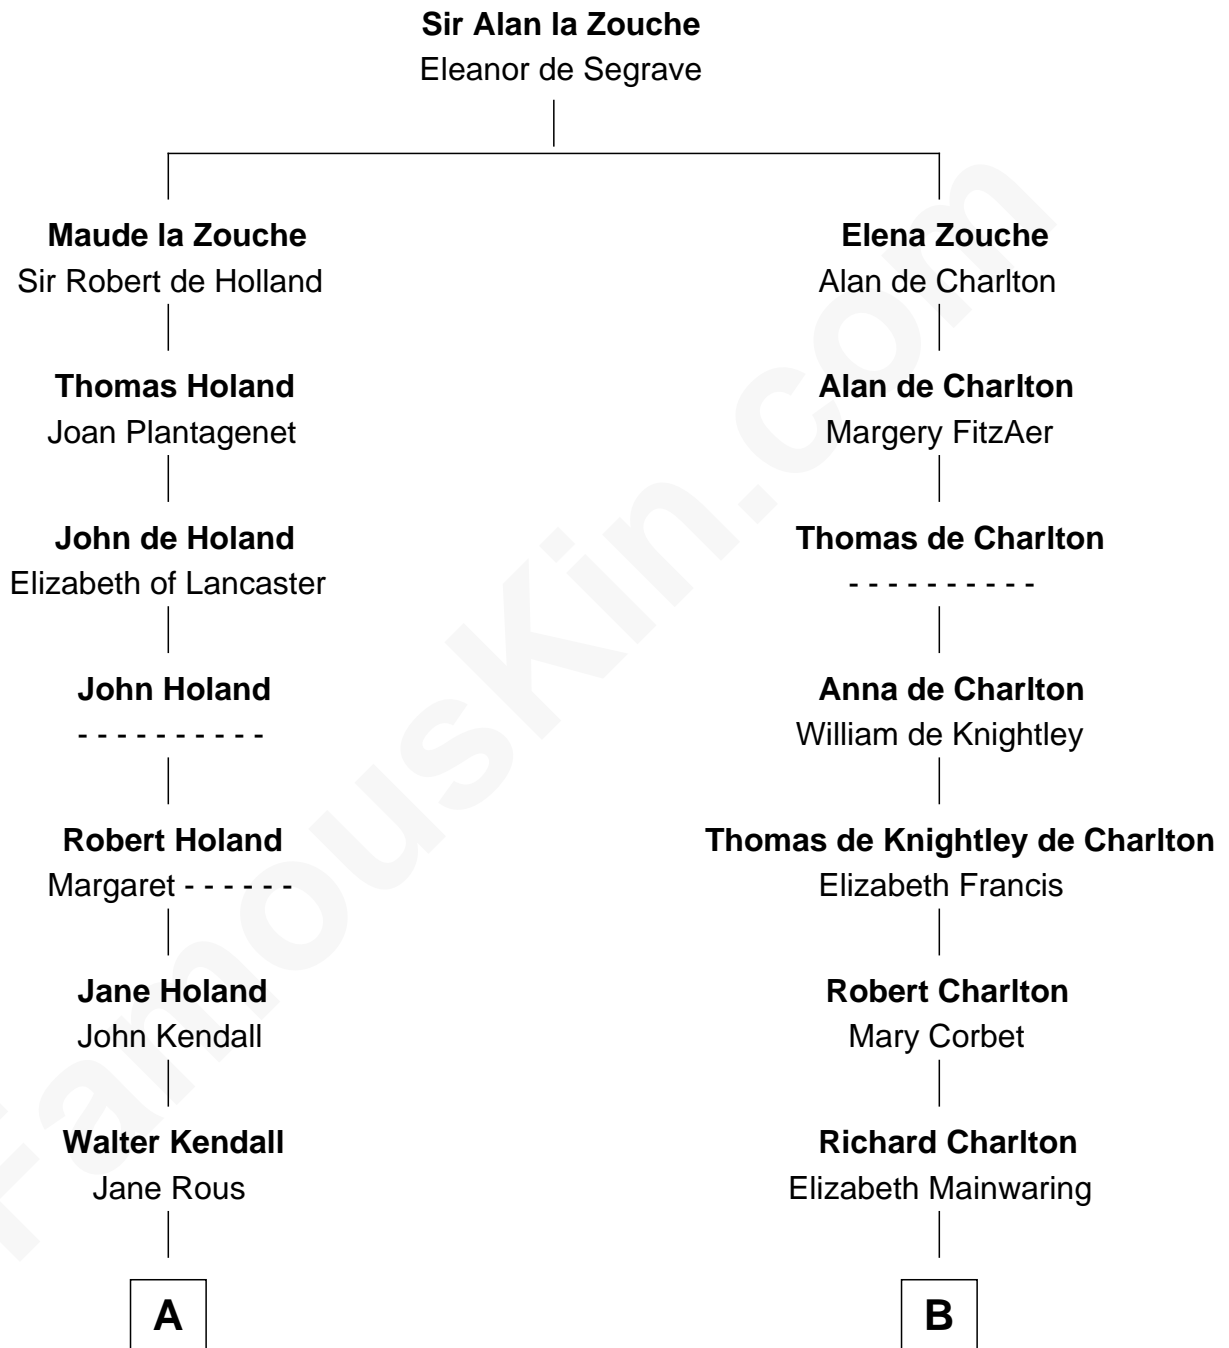 Sir Alan la Zouche
Eleanor de Segrave
Maude la Zouche
Sir Robert de Holland
Elena Zouche
Alan de Charlton
Thomas Holand
Joan Plantagenet
Alan de Charlton
Margery FitzAer
John de Holand
Elizabeth of Lancaster
Thomas de Charlton
- - - - - - - - - -
John Holand
- - - - - - - - - -
Anna de Charlton
William de Knightley
Robert Holand
Margaret - - - - - -
Thomas de Knightley de Charlton
Elizabeth Francis
Jane Holand
John Kendall
Robert Charlton
Mary Corbet
Walter Kendall
Jane Rous
Richard Charlton
Elizabeth Mainwaring
A
B
FamousKin.com